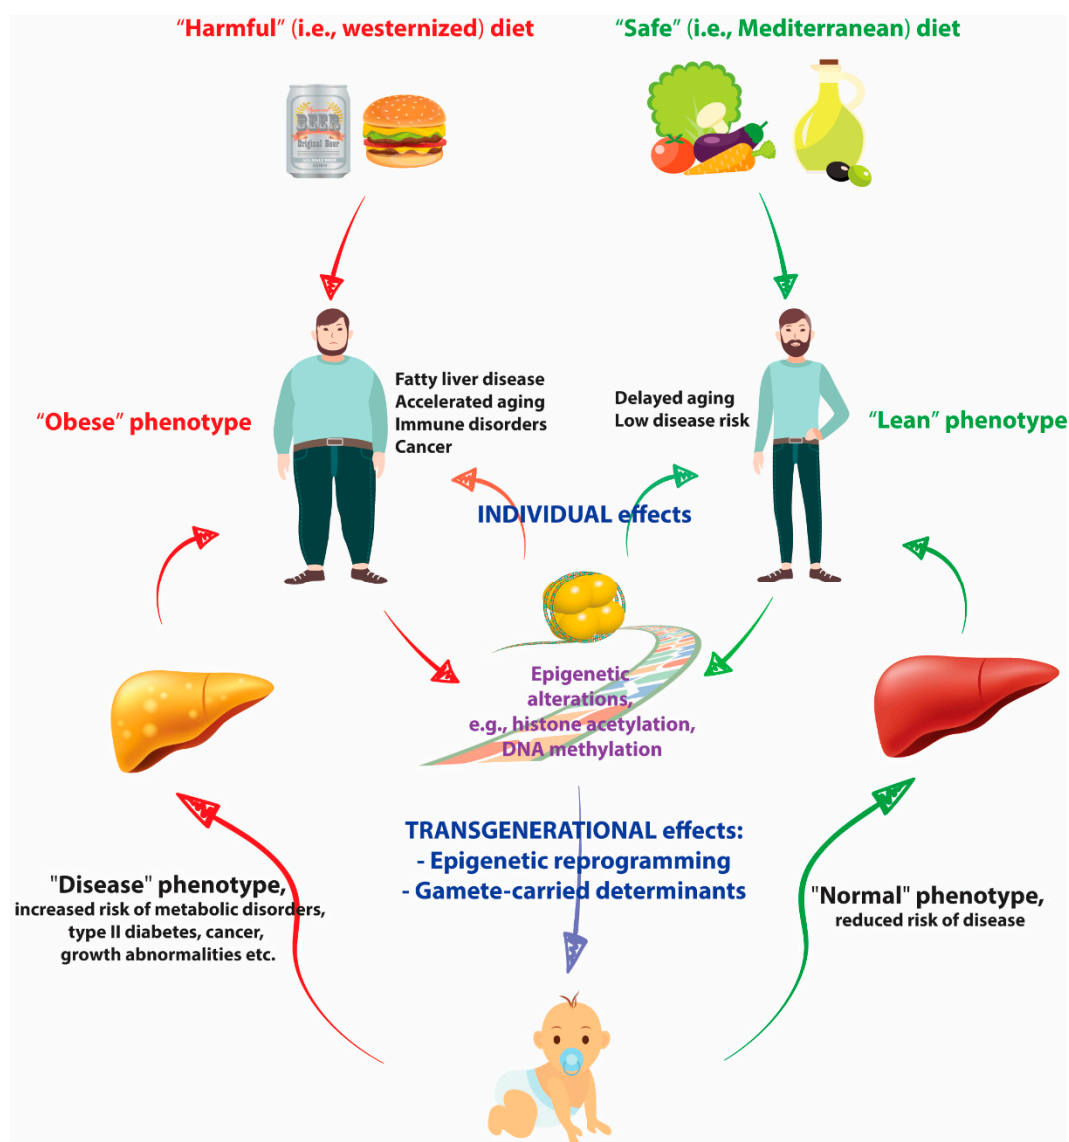 “Harmful” (i.e., westernized) diet
“Safe” (i.e., Mediterranean) diet
BEER
Original Beer
Fatty liver disease
Accelerated aging
Immune disorders
Cancer
Delayed aging
Low disease risk
“Obese” phenotype
“Lean” phenotype
INDIVIDUAL effects
Epigenetic
alterations,
e.g., histone acetylation,
DNA methylation
TRANSGENERATIONAL effects:
- Epigenetic reprogramming
- Gamete-carried determinants
"Disease" phenotype,
increased risk of metabolic disorders,
type II diabetes, cancer,
growth abnormalities etc.
"Normal" phenotype,
reduced risk of disease